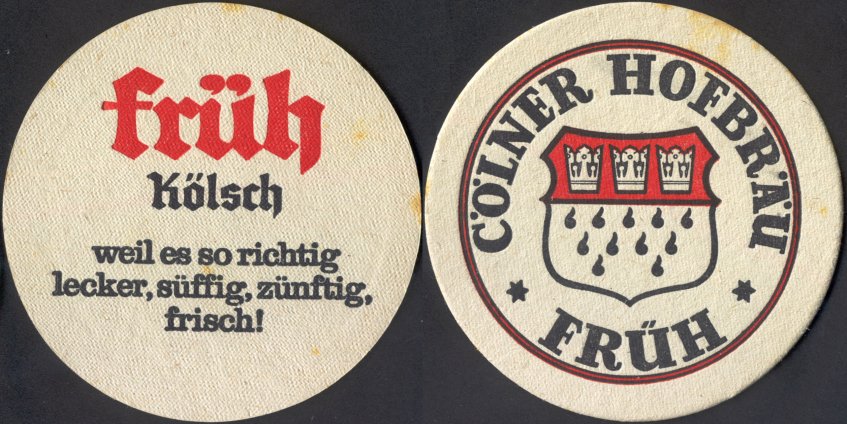 früh
Kölsch
weil es so richtig
lecker, süffig, zünftig,
frisch!
CÖLNER HOFBRÄU
FRÜH